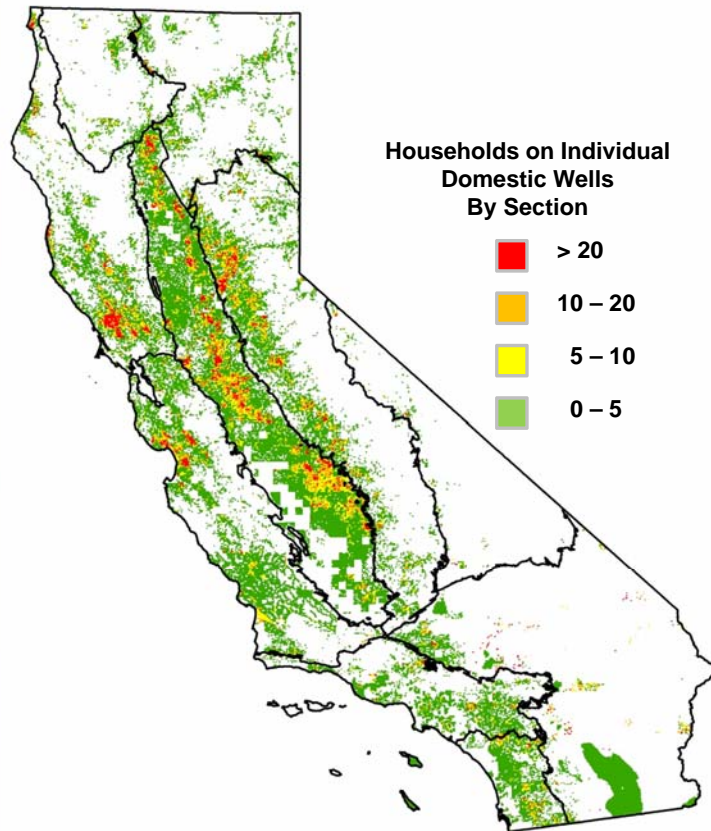 Households on Individual
Domestic Wells
By Section
> 20
10 – 20
5 – 10
0 – 5